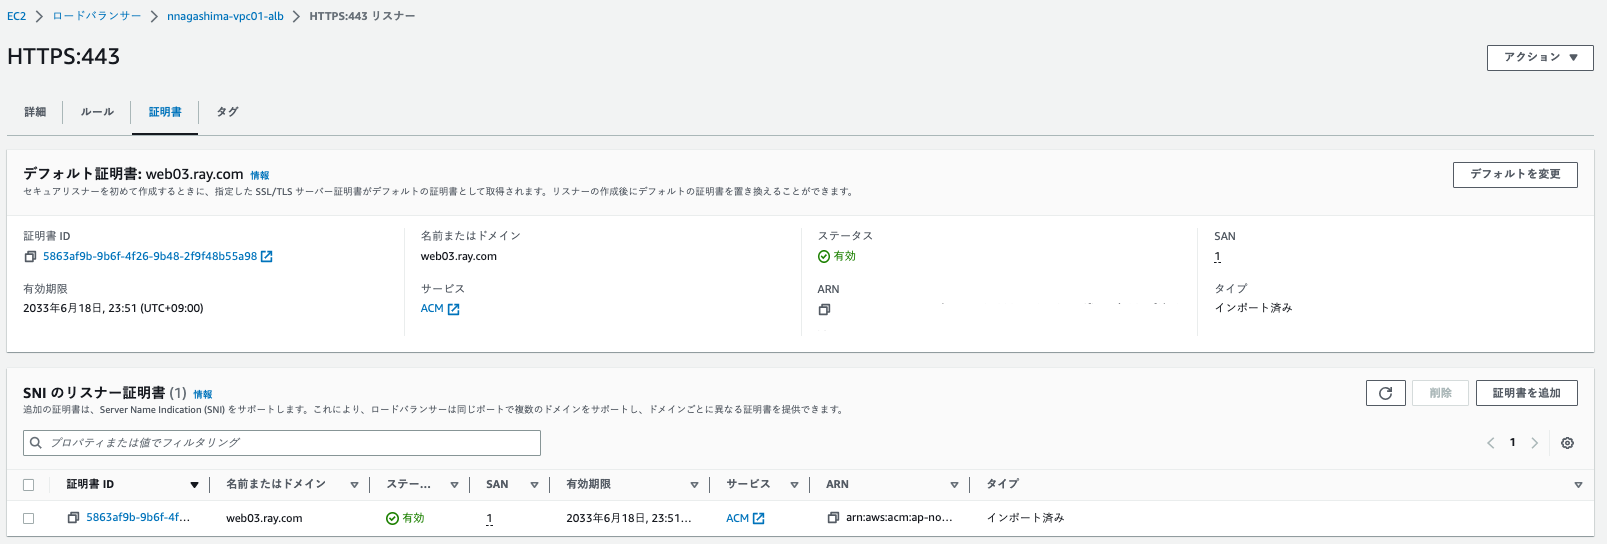 EC2 > ロードバランサー > nnagashima-vpc01-alb > HTTPS:443 リスナー
HTTPS:443
アクション ▼
詳細 ルール 証明書 タグ
デフォルト証明書: web03.ray.com 情報
デフォルトを変更
セキュアリスナーを初めて作成するときに、指定した SSL/TLS サーバー証明書がデフォルトの証明書として取得されます。リスナーの作成後にデフォルトの証明書を置き換えることができます。
証明書 ID
5863af9b-9b6f-4f26-9b48-2f9f48b55a98
名前またはドメイン
web03.ray.com
ステータス
有効
SAN
1
有効期限
2033年6月18日, 23:51 (UTC+09:00)
サービス
ACM
ARN
タイプ
インポート済み
SNI のリスナー証明書 (1) 情報
削除
証明書を追加
追加の証明書は、Server Name Indication (SNI) をサポートします。これにより、ロードバランサーは同じポートで複数のドメインをサポートし、ドメインごとに異なる証明書を提供できます。
プロパティまたは値でフィルタリング
1
証明書 ID 名前またはドメイン ステー... SAN 有効期限 サービス ARN タイプ
5863af9b-9b6f-4f... web03.ray.com 有効 1 2033年6月18日, 23:51... ACM arn:aws:acm:ap-no... インポート済み